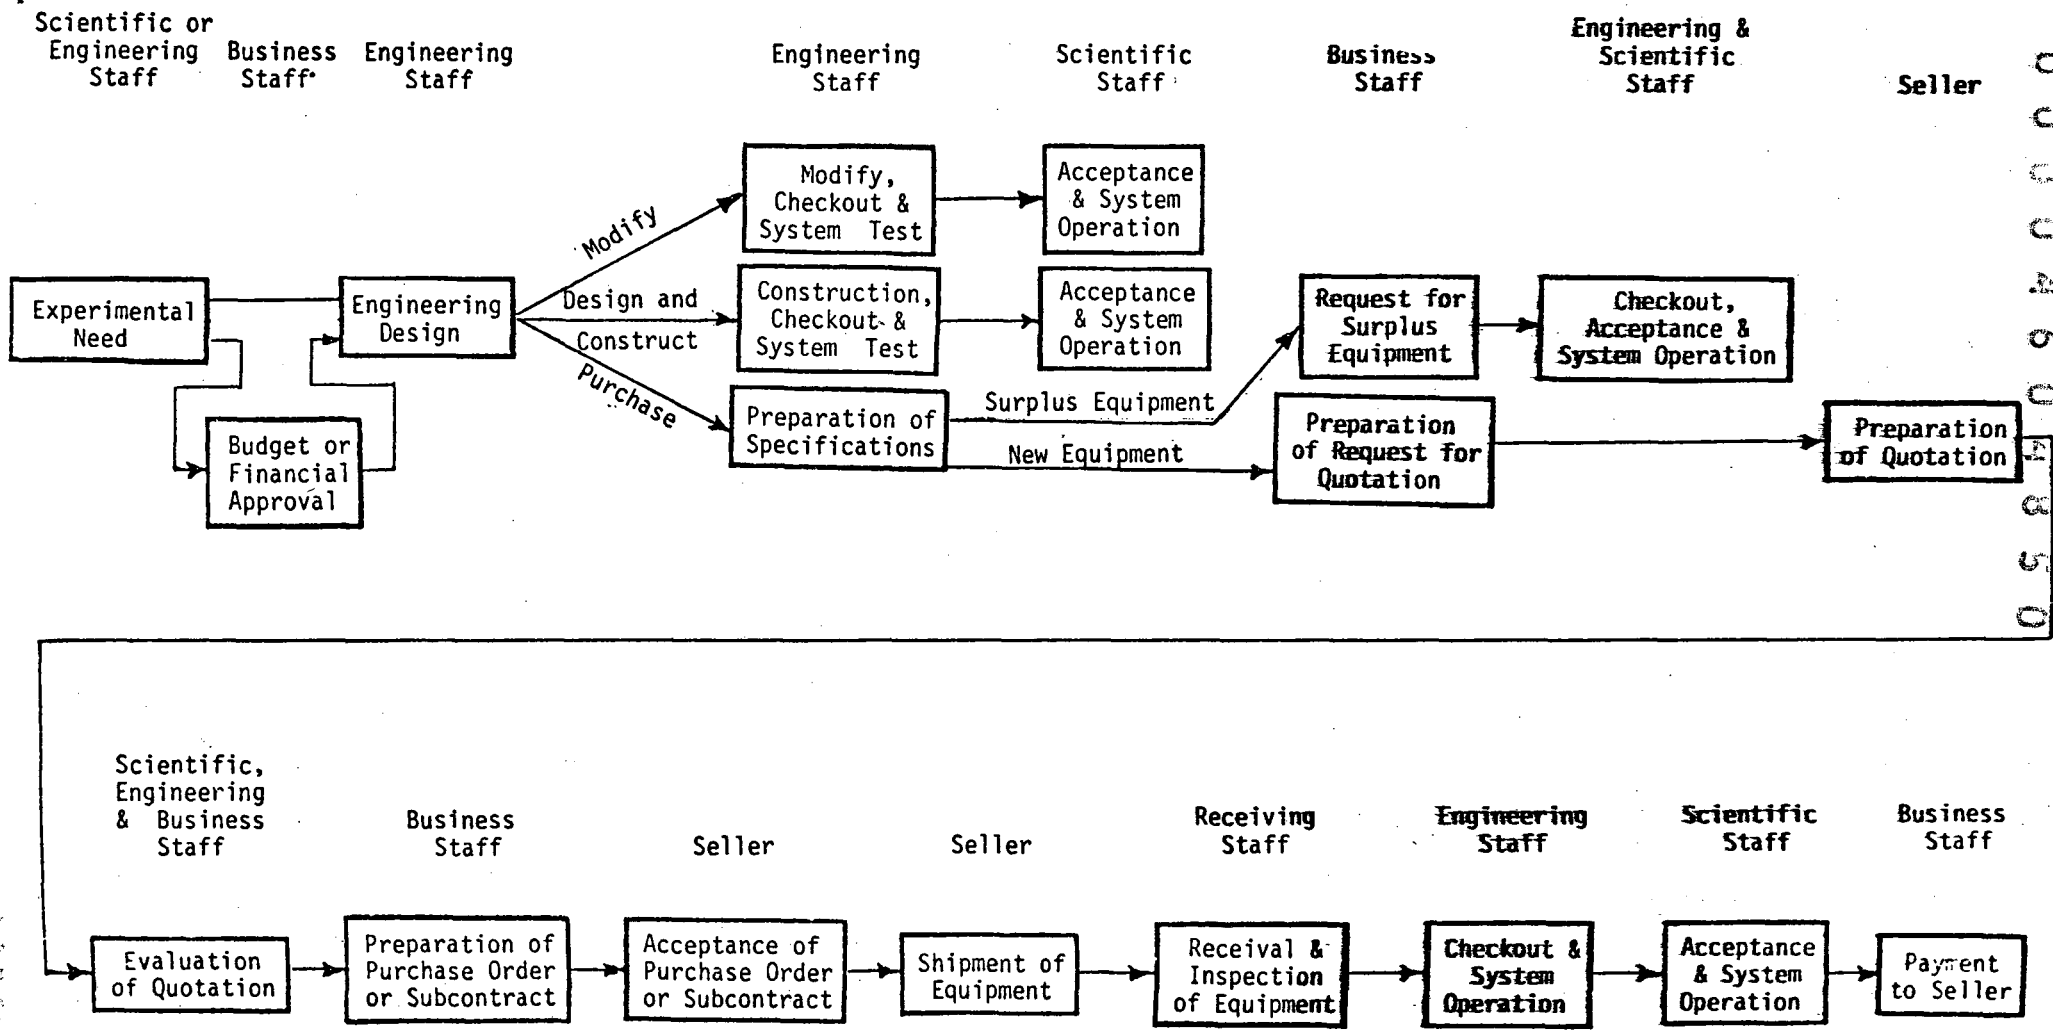 Scientific or
Engineering
Staff
Business
Staff
Engineering
Staff
Engineering
Staff
Scientific
Staff
Business
Staff
Engineering &
Scientific
Staff
Seller
Experimental
Need
Budget or
Financial
Approval
Engineering
Design
Modify
Design and
Construct
Purchase
Modify,
Checkout &
System Test
Acceptance
& System
Operation
Construction,
Checkout &
System Test
Acceptance
& System
Operation
Preparation of
Specifications
Surplus Equipment
New Equipment
Request for
Surplus
Equipment
Checkout,
Acceptance &
System Operation
Preparation
of Request for
Quotation
Preparation
of Quotation
Scientific,
Engineering
& Business
Staff
Business
Staff
Seller
Seller
Receiving
Staff
Engineering
Staff
Scientific
Staff
Business
Staff
Evaluation
of Quotation
Preparation of
Purchase Order
or Subcontract
Acceptance of
Purchase Order
or Subcontract
Shipment of
Equipment
Receival &
Inspection
of Equipment
Checkout &
System
Operation
Acceptance
& System
Operation
Payment
to Seller